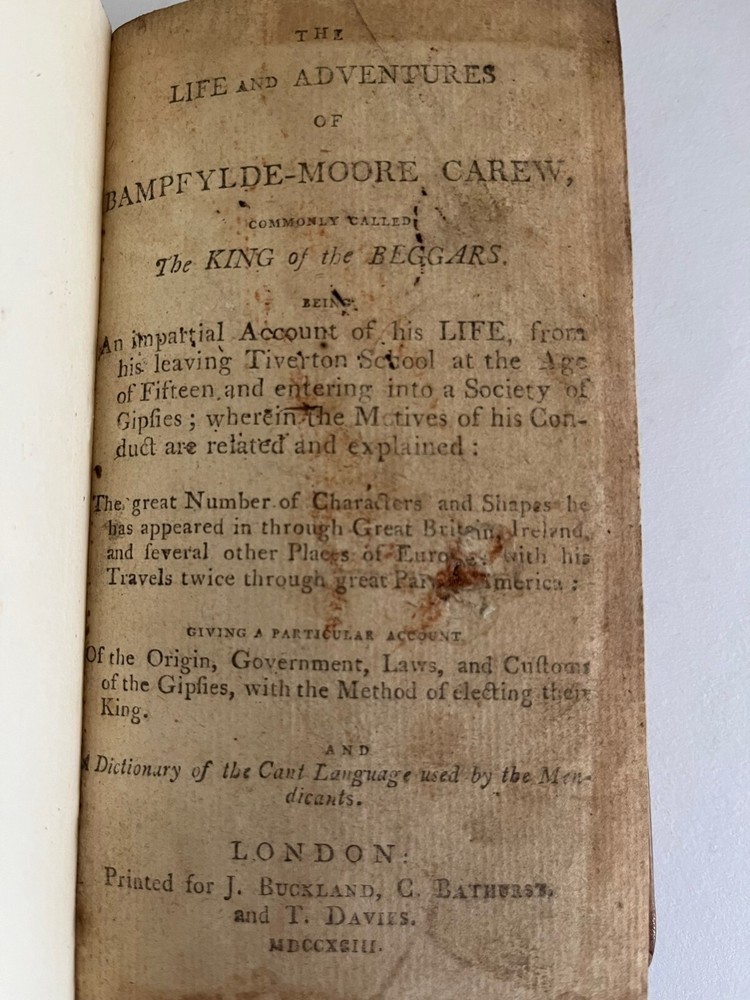 THE
LIFE AND ADVENTURES
OF
BAMPFYLDE-MOORE CAREW,
COMMONLY CALLED
The KING of the BEGGARS.
BEING
An impartial Account of his LIFE, from
his leaving Tiverton School at the Age
of Fifteen and entering into a Society of
Gipſies; wherein the Motives of his Con-
duct are related and explained:
The great Number of Characters and Shapes he
has appeared in through Great Britain, Ireland,
and ſeveral other Places of Europe, with his
Travels twice through great Part of America:
GIVING A PARTICULAR ACCOUNT
Of the Origin, Government, Laws, and Cuſtoms
of the Gipſies, with the Method of electing their
King.
AND
A Dictionary of the Cant Language used by the Men-
dicants.
LONDON:
Printed for J. BUCKLAND, C. BATHURST,
and T. DAVIES.
MDCCXCIII.